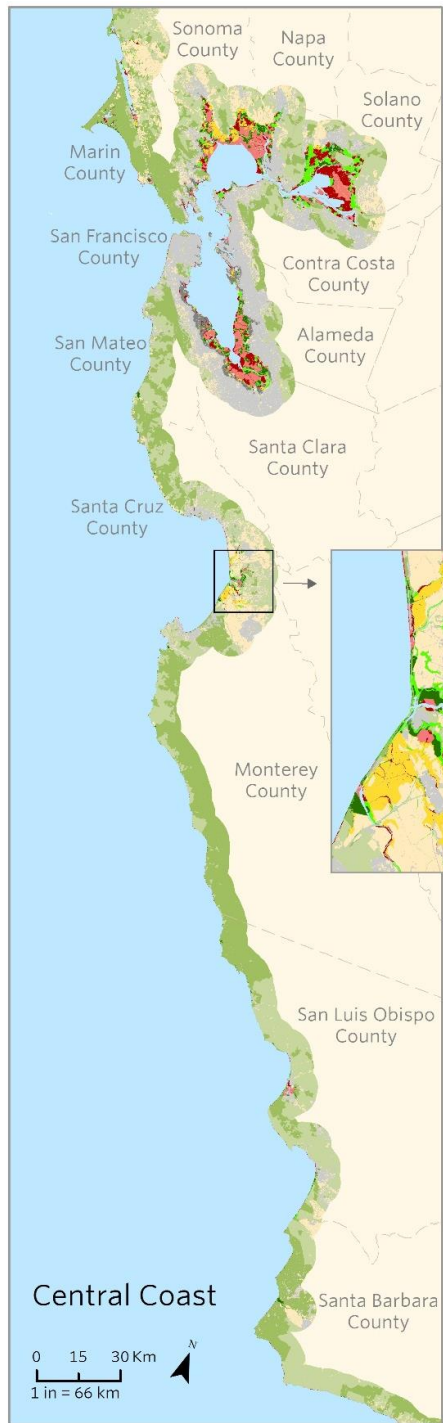 Sonoma
County
Napa
County
Solano
County
Marin
County
San Francisco
County
Contra Costa
County
San Mateo
County
Alameda
County
Santa Clara
County
Santa Cruz
County
Monterey
County
San Luis Obispo
County
Central Coast
Santa Barbara
County
N
0 15 30 Km
1 in = 66 km